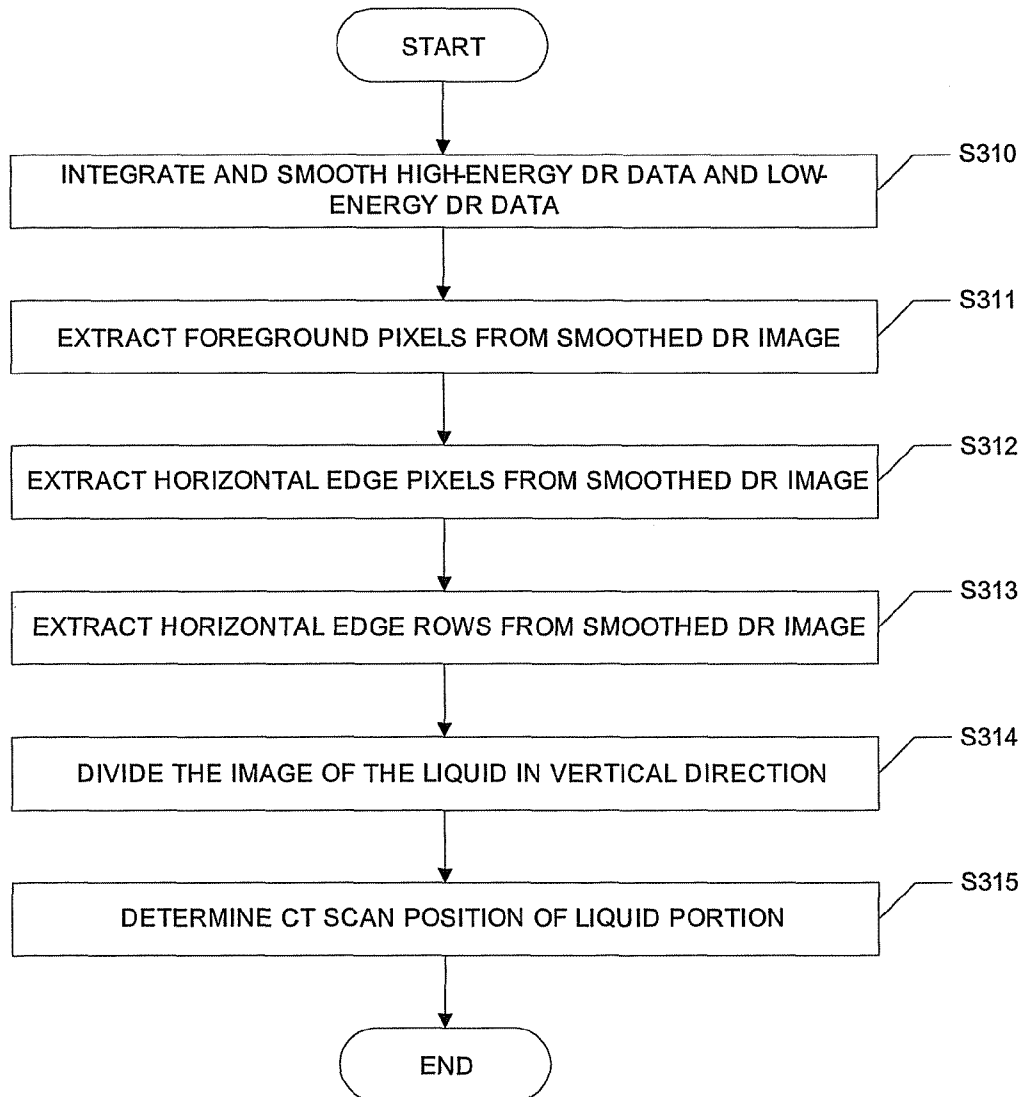 START
S310
INTEGRATE AND SMOOTH HIGH-ENERGY DR DATA AND LOW-
ENERGY DR DATA
S311
EXTRACT FOREGROUND PIXELS FROM SMOOTHED DR IMAGE
S312
EXTRACT HORIZONTAL EDGE PIXELS FROM SMOOTHED DR IMAGE
S313
EXTRACT HORIZONTAL EDGE ROWS FROM SMOOTHED DR IMAGE
S314
DIVIDE THE IMAGE OF THE LIQUID IN VERTICAL DIRECTION
S315
DETERMINE CT SCAN POSITION OF LIQUID PORTION
END